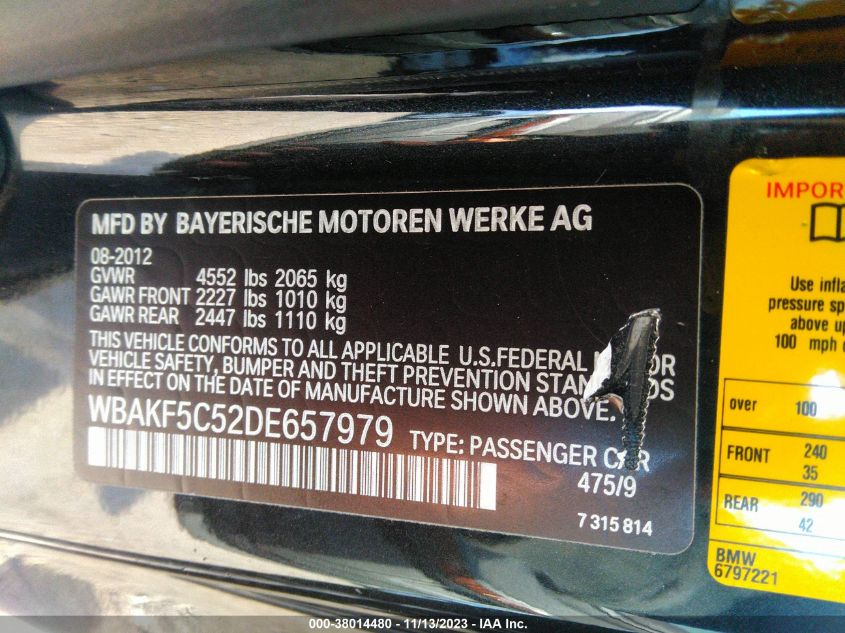 MFD BY BAYERISCHE MOTOREN WERKE AG
08-2012
GVWR 4552 lbs 2065 kg
GAWR FRONT 2227 lbs 1010 kg
GAWR REAR 2447 lbs 1110 kg
THIS VEHICLE CONFORMS TO ALL APPLICABLE U.S.FEDERAL
VEHICLE SAFETY, BUMPER AND THEFT PREVENTION
IN EFFECT ON THE DATE OF MANUFACTURE SHOWN ABOVE.
WBAKF5C52DE657979 TYPE: PASSENGER CAR
475/9
7 315 814
IMPOR
Use infla
pressure sp
above up
100 mph o
over 100
FRONT 240
35
REAR 290
42
BMW
6797221
000-38014480 - 11/13/2023 - IAA Inc.